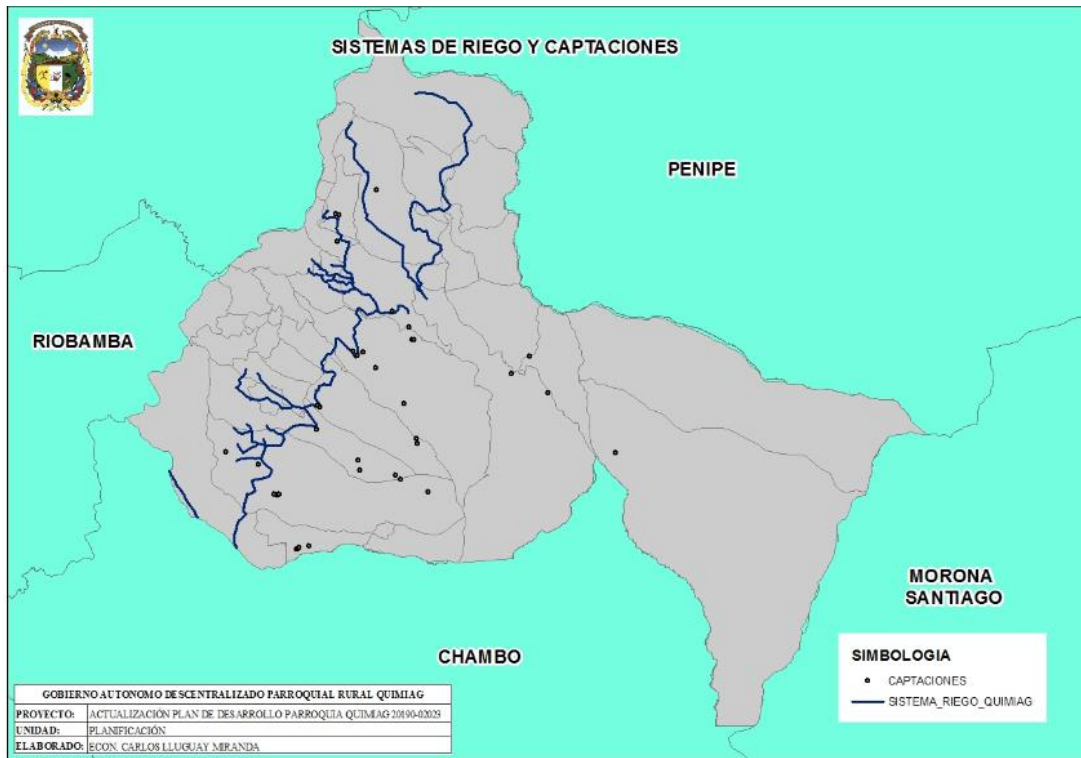 SISTEMAS DE RIEGO Y CAPTACIONES
PENIPE
RIOBAMBA
MORONA
SANTIAGO
CHAMBO
SIMBOLOGIA
CAPTACIONES
SISTEMA_RIEGO_QUIMIAG
GOBIERNO AUTONOMO DESCENTRALIZADO PARROQUIAL RURAL QUIMIAG
PROYECTO: ACTUALIZACIÓN PLAN DE DESARROLLO PARROQUIA QUIMIAG 20190-02023
UNIDAD: PLANIFICACIÓN
ELABORADO: ECON. CARLOS LLUGUAY MIRANDA